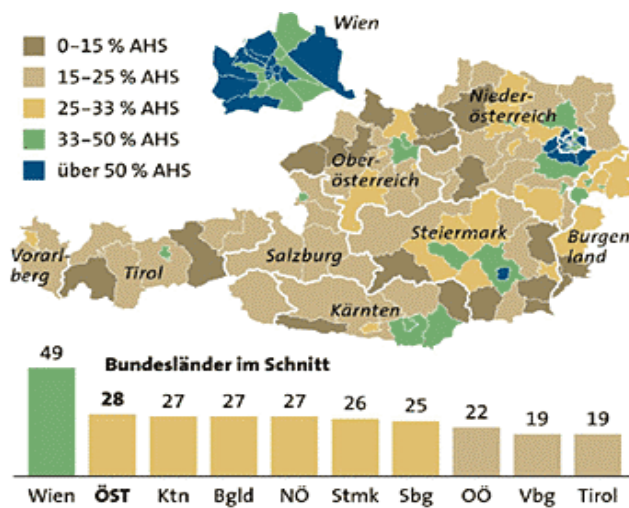 Wien
0–15 % AHS
15–25 % AHS
25–33 % AHS
33–50 % AHS
über 50 % AHS
Nieder-
österreich
Ober-
österreich
Steiermark
Burgen
land
Vorarl-
berg
Tirol
Salzburg
Kärnten
Bundesländer im Schnitt
49
28
27
27
27
26
25
22
19
19
Wien
ÖST
Ktn
Bgld
NÖ
Stmk
Sbg
OÖ
Vbg
Tirol